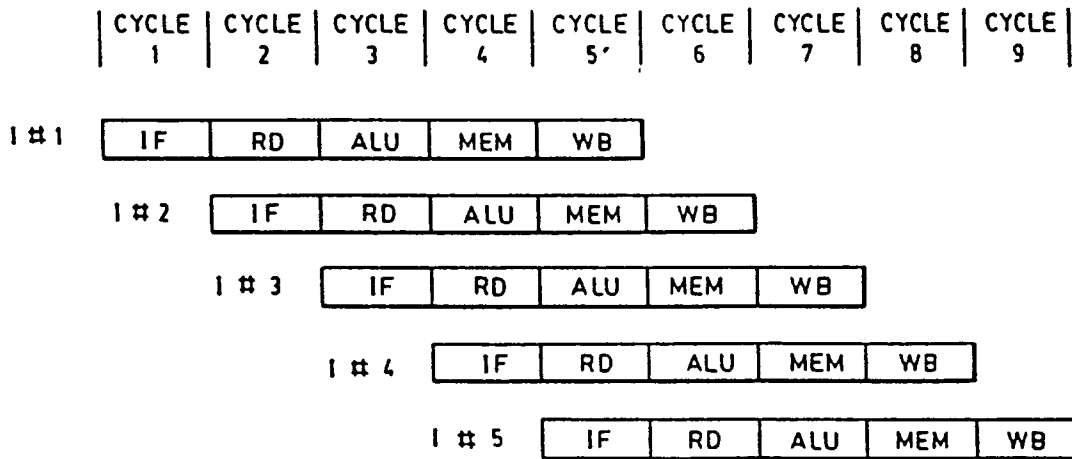 CYCLE CYCLE CYCLE CYCLE CYCLE CYCLE CYCLE CYCLE CYCLE
1 2 3 4 5' 6 7 8 9
I # 1 IF RD ALU MEM WB
I # 2 IF RD ALU MEM WB
I # 3 IF RD ALU MEM WB
I # 4 IF RD ALU MEM WB
I # 5 IF RD ALU MEM WB